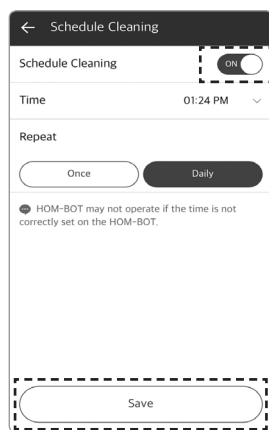 ← Schedule Cleaning
Schedule Cleaning ON
Time 01:24 PM
Repeat
Once Daily
HOM-BOT may not operate if the time is not
correctly set on the HOM-BOT.
Save